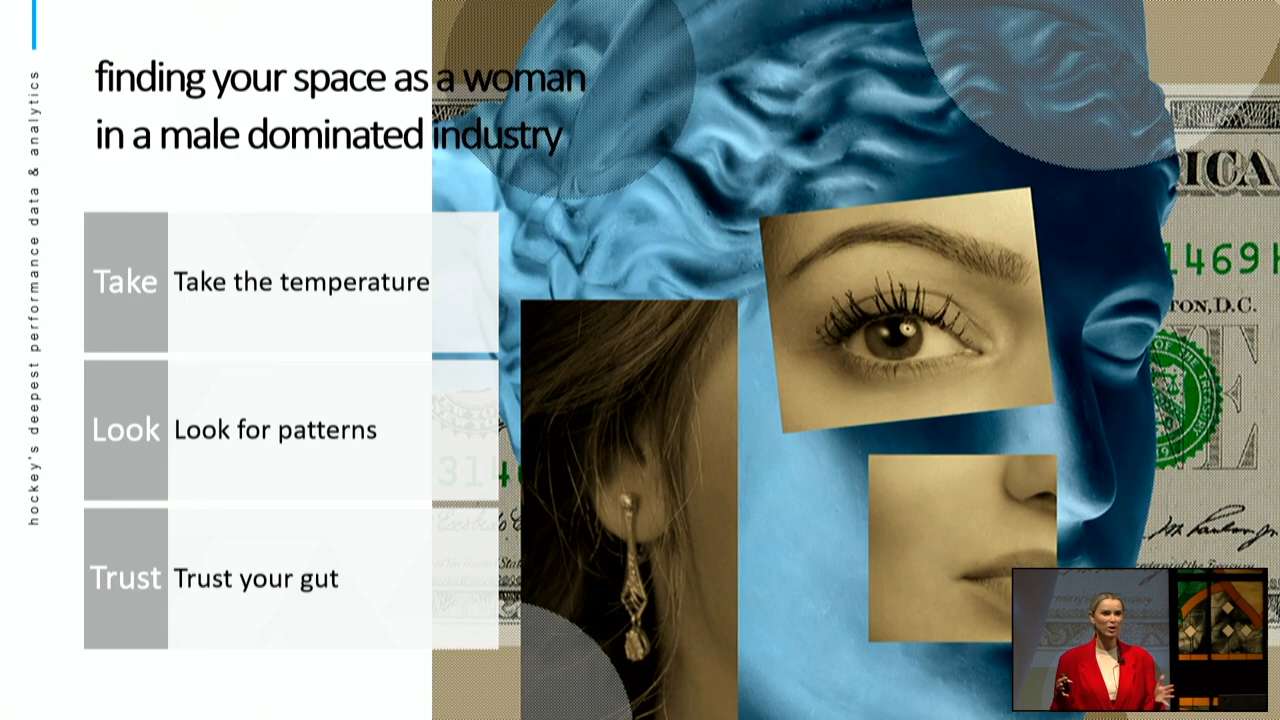 hockey's deepest performance data & analytics
finding your space as a woman
in a male dominated industry
Take
Take the temperature
Look
Look for patterns
Trust
Trust your gut
ICA
1469
TON, D.C.